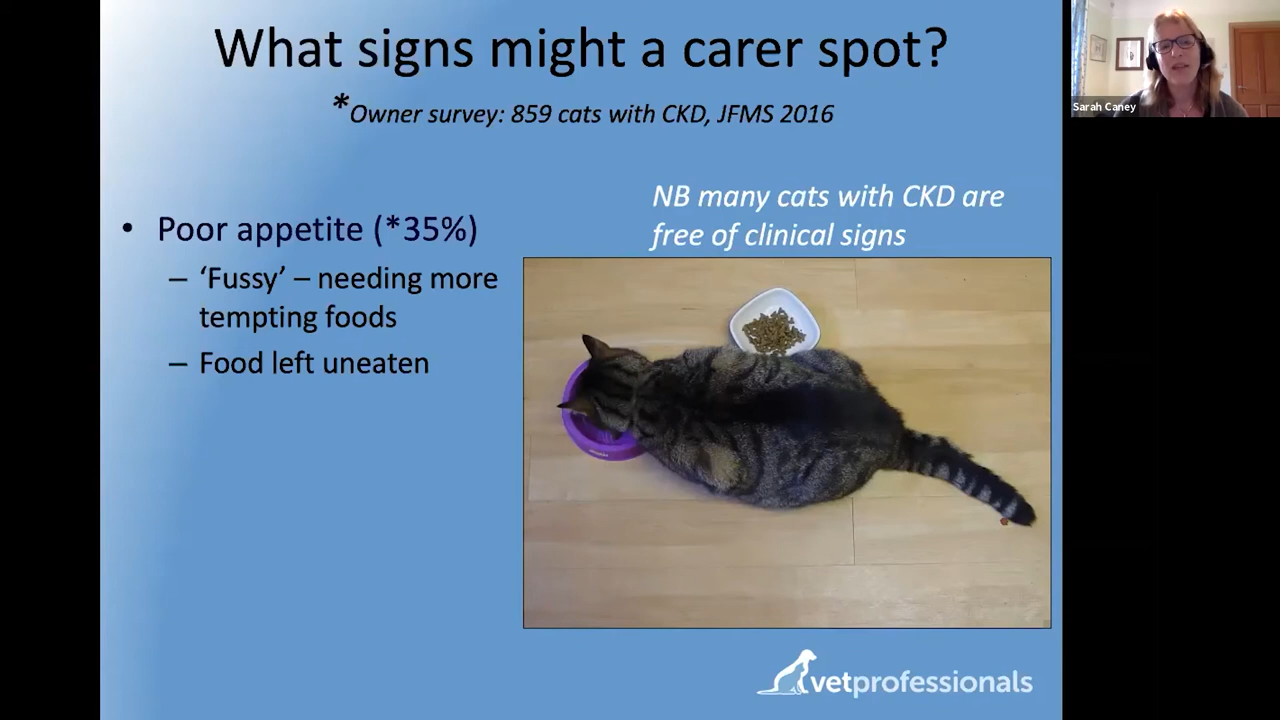 What signs might a carer spot?
*Owner survey: 859 cats with CKD, JFMS 2016
Sarah Caney
NB many cats with CKD are
free of clinical signs
• Poor appetite (*35%)
– ‘Fussy’ – needing more
tempting foods
– Food left uneaten
vetprofessionals